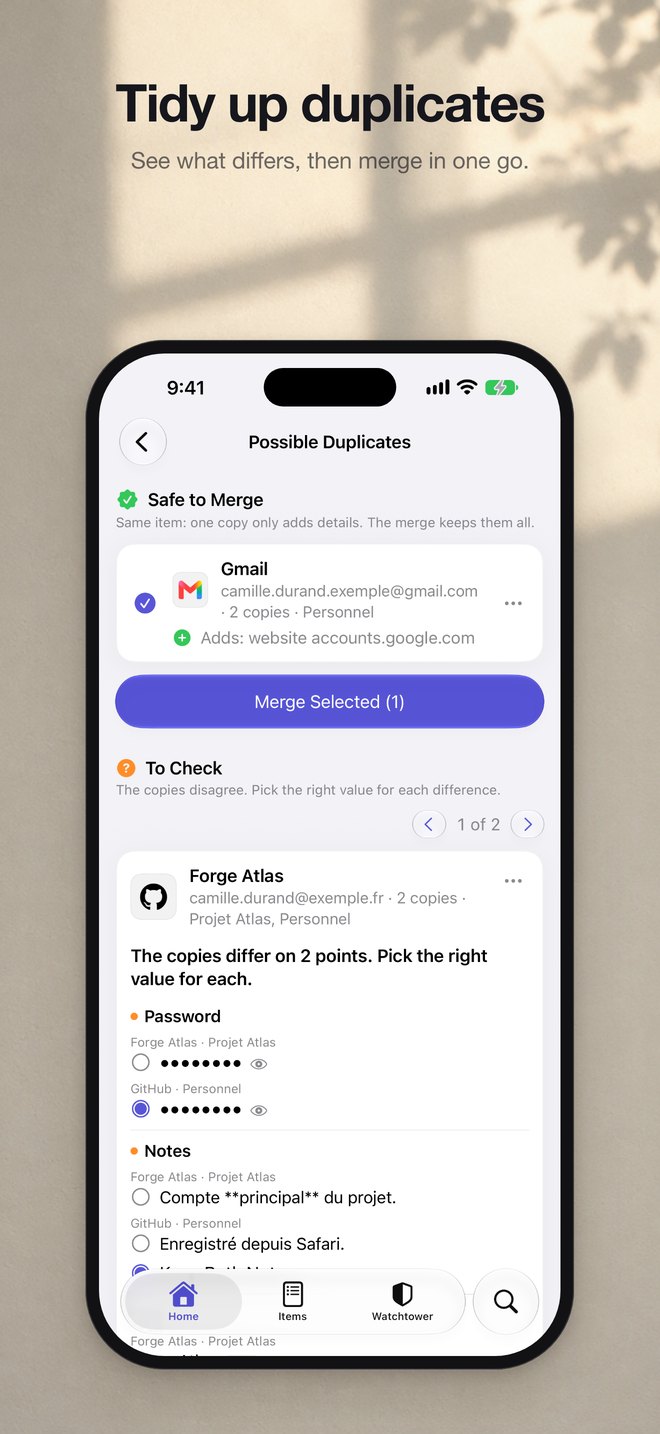 Tidy up duplicates
See what differs, then merge in one go.
9:41
Possible Duplicates
Safe to Merge
Same item: one copy only adds details. The merge keeps them all.
Gmail
camille.durand.exemple@gmail.com
· 2 copies · Personnel
Adds: website accounts.google.com
Merge Selected (1)
To Check
The copies disagree. Pick the right value for each difference.
1 of 2
Forge Atlas
camille.durand@exemple.fr · 2 copies ·
Projet Atlas, Personnel
The copies differ on 2 points. Pick the right
value for each.
Password
Forge Atlas · Projet Atlas
••••••••
GitHub · Personnel
••••••••
Notes
Forge Atlas · Projet Atlas
Compte **principal** du projet.
GitHub · Personnel
Enregistré depuis Safari.
Home
Items
Watchtower
Forge Atlas · Projet Atlas